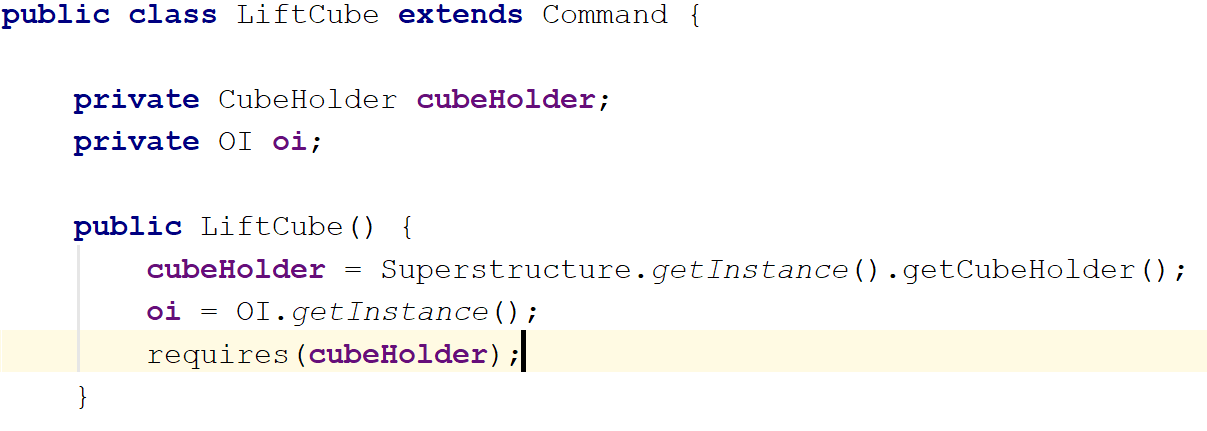 public class LiftCube extends Command {
private CubeHolder cubeHolder;
private OI oi;
public LiftCube() {
cubeHolder = Superstructure.getInstance().getCubeHolder();
oi = OI.getInstance();
requires(cubeHolder);
}